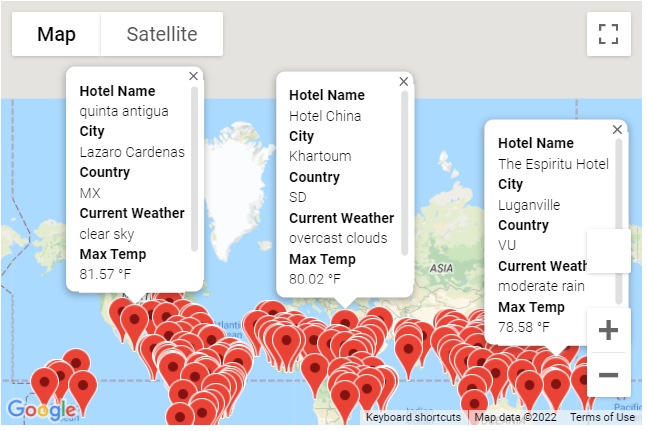 Map
Satellite
Hotel Name
quinta antigua
City
Lazaro Cardenas
Country
MX
Current Weather
clear sky
Max Temp
81.57 °F
Hotel Name
Hotel China
City
Khartoum
Country
SD
Current Weather
overcast clouds
Max Temp
80.02 °F
Hotel Name
The Espiritu Hotel
City
Luganville
Country
VU
Current Weath
moderate rain
Max Temp
78.58 °F
ASIA
Google
Keyboard shortcuts
Map data ©2022
Terms of Use